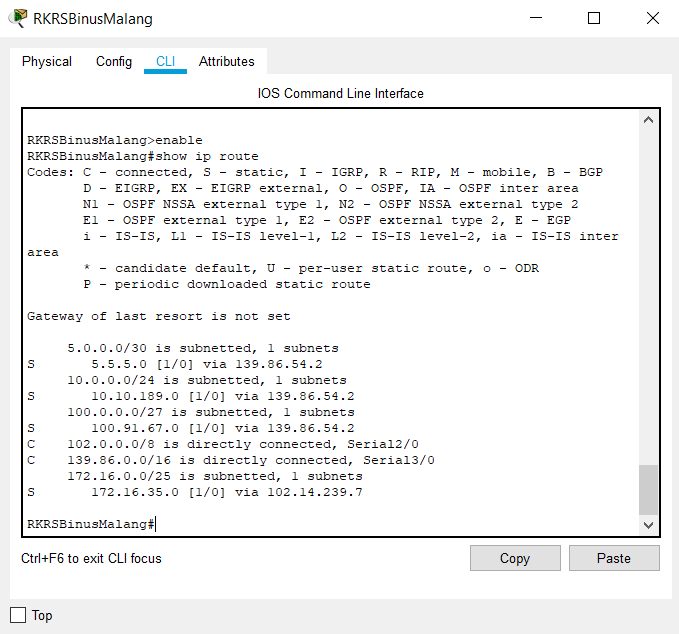 RKRSBinusMalang
Physical Config CLI Attributes
IOS Command Line Interface
RKRSBinusMalang>enable
RKRSBinusMalang#show ip route
Codes: C - connected, S - static, I - IGRP, R - RIP, M - mobile, B - BGP
D - EIGRP, EX - EIGRP external, O - OSPF, IA - OSPF inter area
N1 - OSPF NSSA external type 1, N2 - OSPF NSSA external type 2
E1 - OSPF external type 1, E2 - OSPF external type 2, E - EGP
i - IS-IS, L1 - IS-IS level-1, L2 - IS-IS level-2, ia - IS-IS inter
area
* - candidate default, U - per-user static route, o - ODR
P - periodic downloaded static route
Gateway of last resort is not set
5.0.0.0/30 is subnetted, 1 subnets
S 5.5.5.0 [1/0] via 139.86.54.2
10.0.0.0/24 is subnetted, 1 subnets
S 10.10.189.0 [1/0] via 139.86.54.2
100.0.0.0/27 is subnetted, 1 subnets
S 100.91.67.0 [1/0] via 139.86.54.2
C 102.0.0.0/8 is directly connected, Serial2/0
C 139.86.0.0/16 is directly connected, Serial3/0
172.16.0.0/25 is subnetted, 1 subnets
S 172.16.35.0 [1/0] via 102.14.239.7
RKRSBinusMalang#
Ctrl+F6 to exit CLI focus
Copy Paste
Top